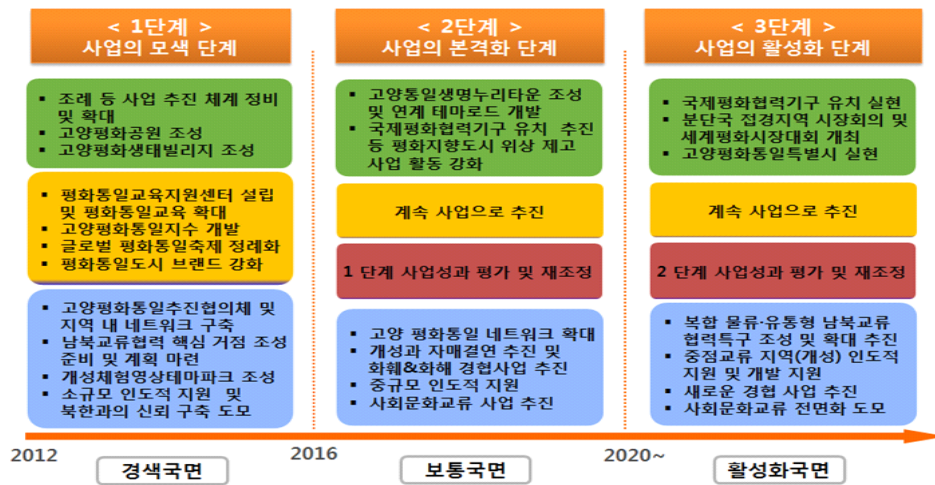 < 1단계 >
사업의 모색 단계
▪ 조례 등 사업 추진 체계 정비
및 확대
▪ 고양평화공원 조성
▪ 고양평화생태빌리지 조성
▪ 평화통일교육지원센터 설립
및 평화통일교육 확대
▪ 고양평화통일지수 개발
▪ 글로벌 평화통일축제 정례화
▪ 평화통일도시 브랜드 강화
▪ 고양평화통일추진협의체 및
지역 내 네트워크 구축
▪ 남북교류협력 핵심 거점 조성
준비 및 계획 마련
▪ 개성체험영상테마파크 조성
▪ 소규모 인도적 지원 및
북한과의 신뢰 구축 도모
< 2단계 >
사업의 본격화 단계
▪ 고양통일생명누리타운 조성
및 연계 테마로드 개발
▪ 국제평화협력기구 유치 추진
등 평화지향도시 위상 제고
사업 활동 강화
계속 사업으로 추진
1 단계 사업성과 평가 및 재조정
▪ 고양 평화통일 네트워크 확대
▪ 개성과 자매결연 추진 및
화훼&화해 경협사업 추진
▪ 중규모 인도적 지원
▪ 사회문화교류 사업 추진
< 3단계 >
사업의 활성화 단계
▪ 국제평화협력기구 유치 실현
▪ 분단국 접경지역 시장회의 및
세계평화시장대회 개최
▪ 고양평화통일특별시 실현
계속 사업으로 추진
2 단계 사업성과 평가 및 재조정
▪ 복합 물류·유통형 남북교류
협력특구 조성 및 확대 추진
▪ 중점교류 지역(개성) 인도적
지원 및 개발 지원
▪ 새로운 경협 사업 추진
▪ 사회문화교류 전면화 도모
2012
경색국면
2016
보통국면
2020~
활성화국면